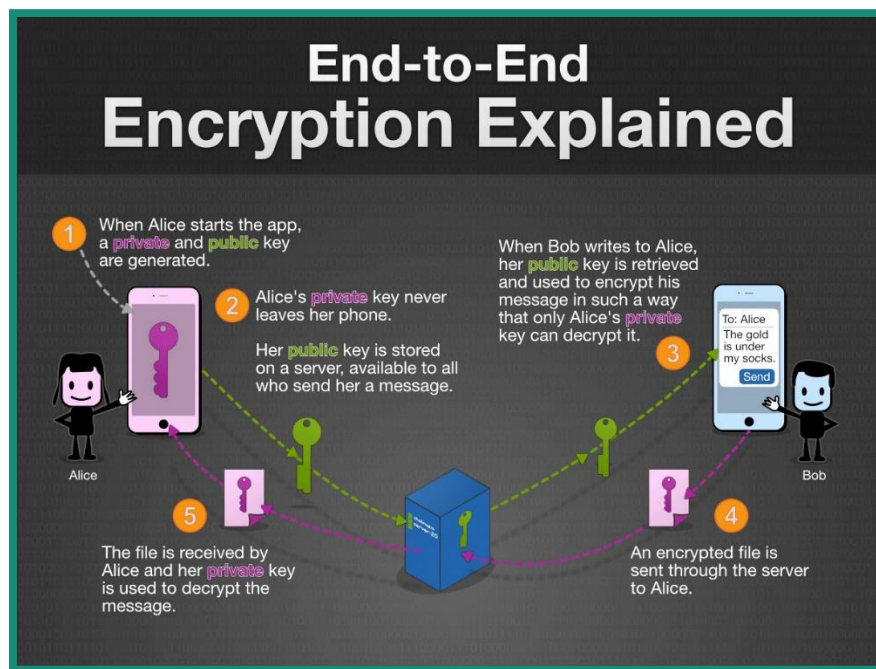 End-to-End
Encryption Explained
1
When Alice starts the app,
a private and public key
are generated.
2
Alice's private key never
leaves her phone.
Her public key is stored
on a server, available to all
who send her a message.
When Bob writes to Alice,
her public key is retrieved
and used to encrypt his
message in such a way
that only Alice's private
key can decrypt it.
3
To: Alice
The gold
is under
my socks.
Send
Alice
Bob
5
The file is received by
Alice and her private key
is used to decrypt the
message.
4
An encrypted file is
sent through the server
to Alice.